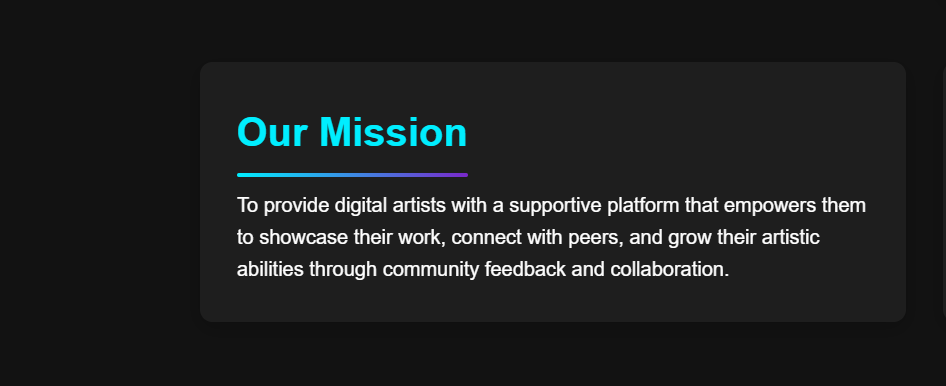 Our Mission
To provide digital artists with a supportive platform that empowers them
to showcase their work, connect with peers, and grow their artistic
abilities through community feedback and collaboration.